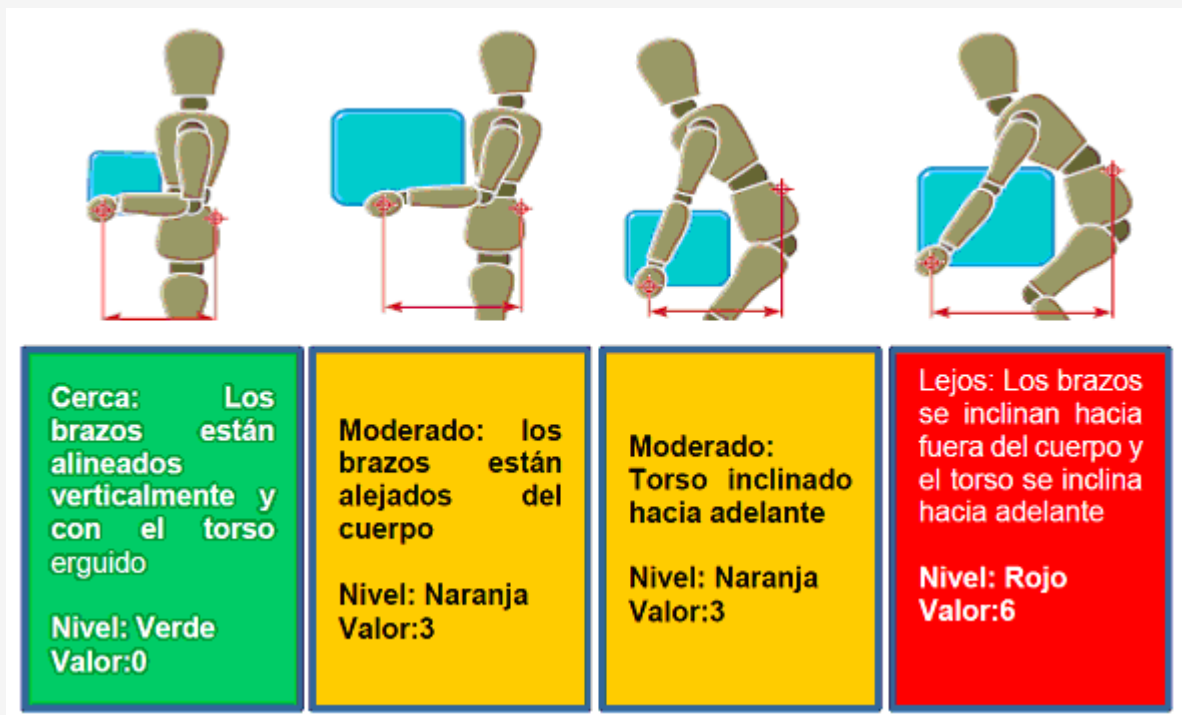 Cerca: Los
brazos están
alineados
verticalmente y
con el torso
erguido
Nivel: Verde
Valor:0
Moderado: los
brazos están
alejados del
cuerpo
Nivel: Naranja
Valor:3
Moderado:
Torso inclinado
hacia adelante
Nivel: Naranja
Valor:3
Lejos: Los brazos
se inclinan hacia
fuera del cuerpo y
el torso se inclina
hacia adelante
Nivel: Rojo
Valor:6